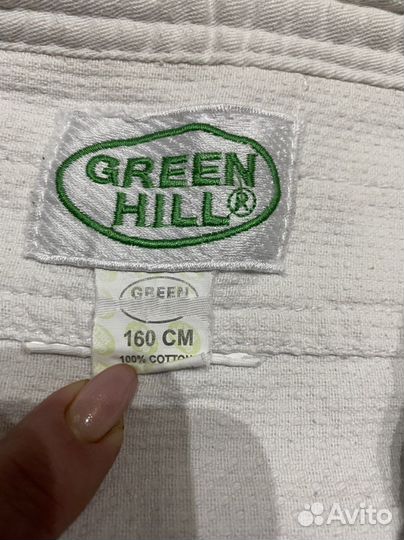 GREEN
HILL®
GREEN
160 CM
100% COTTON
Avito